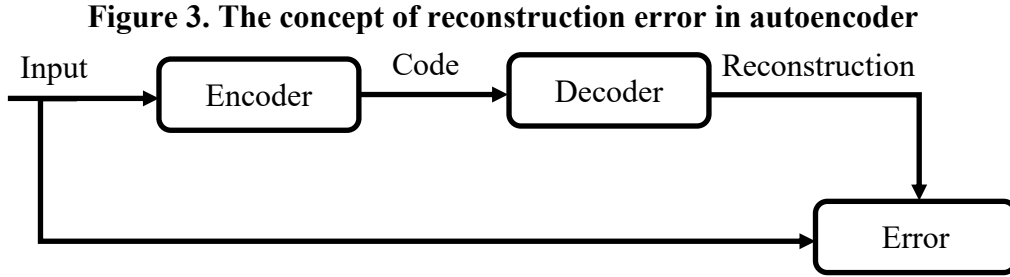 Figure 3. The concept of reconstruction error in autoencoder
Input
Encoder
Code
Decoder
Reconstruction
Error